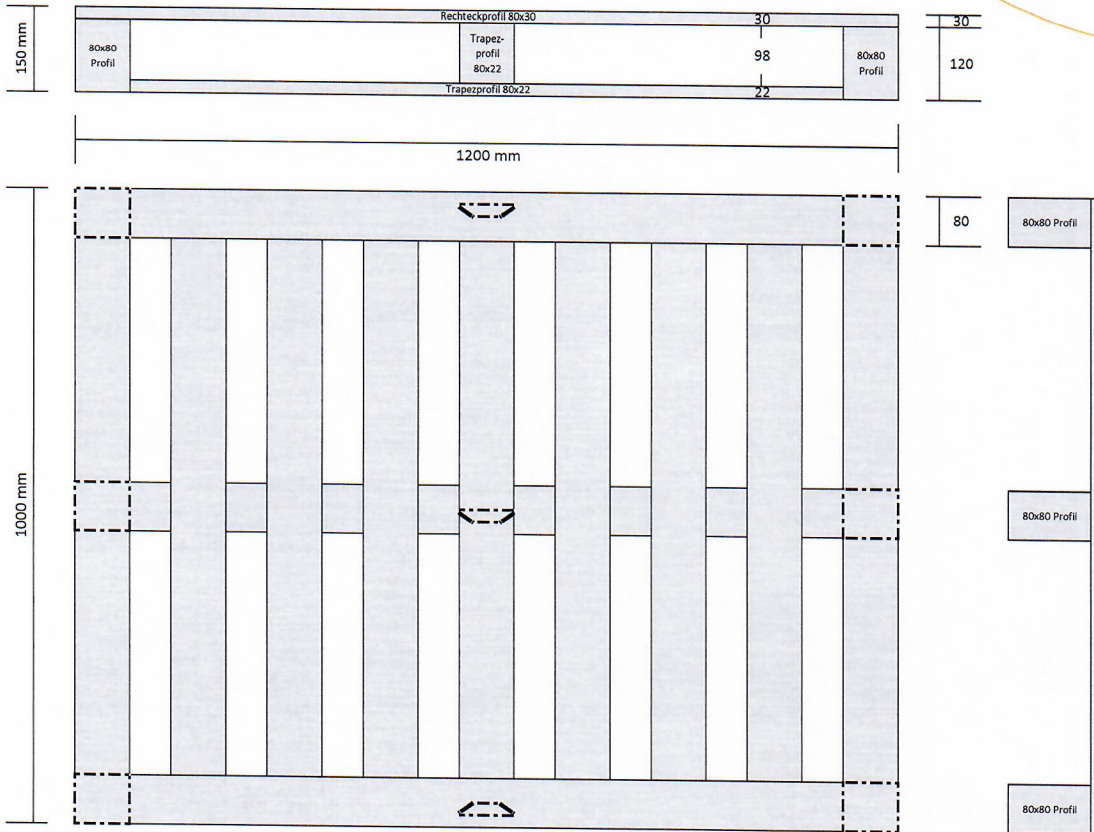 Rechteckprofil 80x30
30
30
150 mm
80x80
Profil
Trapez-
profil
80x22
98
80x80
Profil
120
Trapezprofil 80x22
22
1200 mm
80
80x80 Profil
1000 mm
80x80 Profil
80x80 Profil